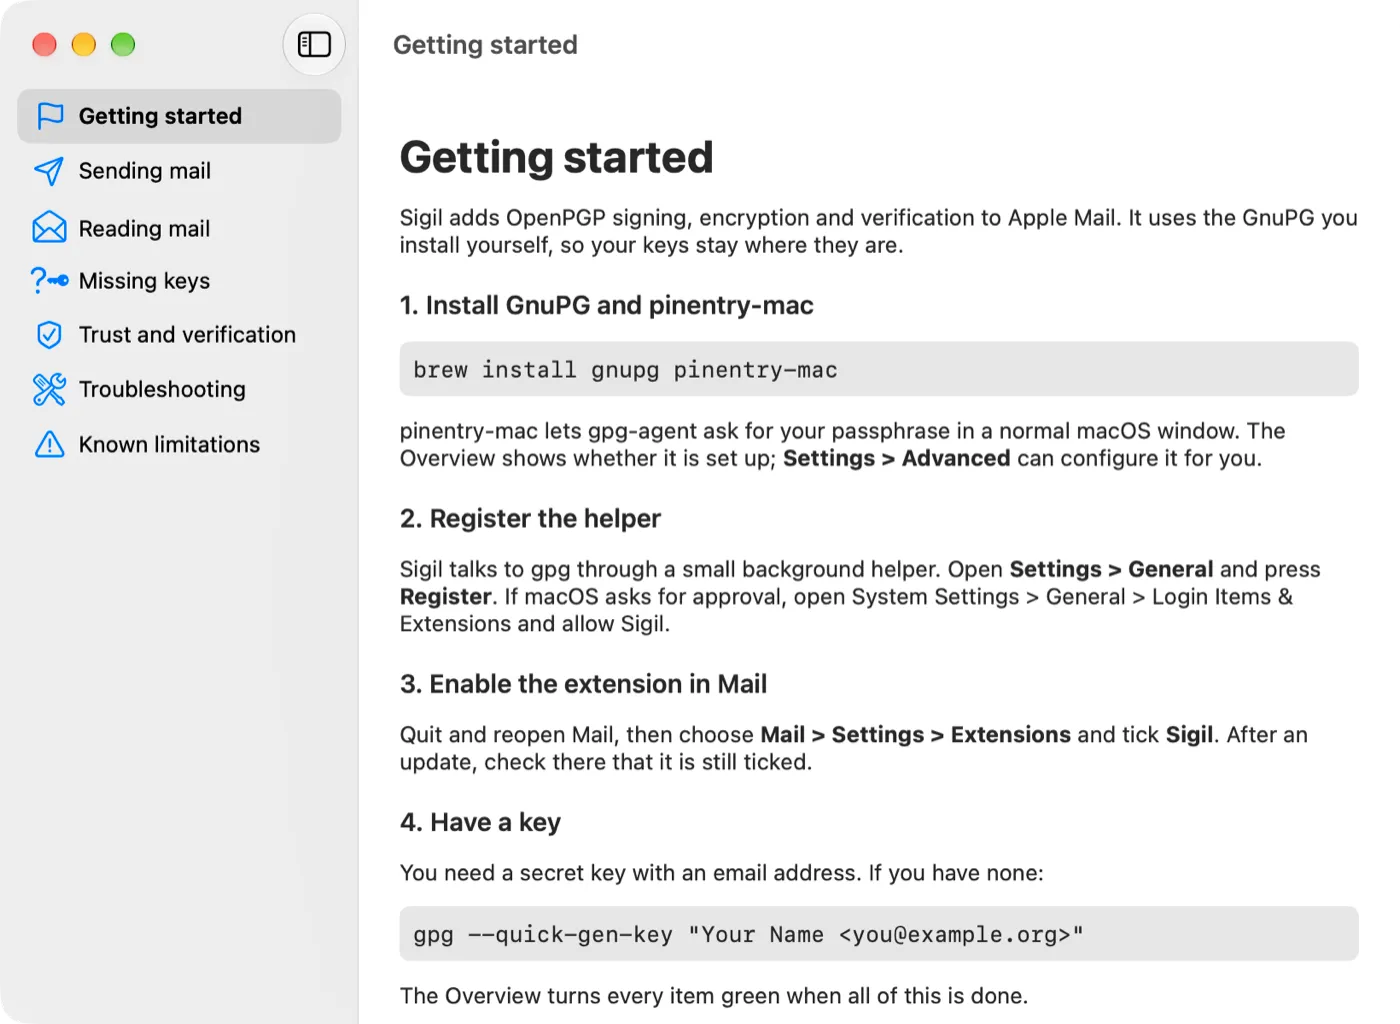 Getting started
Getting started
Sending mail
Reading mail
Missing keys
Trust and verification
Troubleshooting
Known limitations
Getting started
Sigil adds OpenPGP signing, encryption and verification to Apple Mail. It uses the GnuPG you
install yourself, so your keys stay where they are.
1. Install GnuPG and pinentry-mac
brew install gnupg pinentry-mac
pinentry-mac lets gpg-agent ask for your passphrase in a normal macOS window. The
Overview shows whether it is set up; Settings > Advanced can configure it for you.
2. Register the helper
Sigil talks to gpg through a small background helper. Open Settings > General and press
Register. If macOS asks for approval, open System Settings > General > Login Items &
Extensions and allow Sigil.
3. Enable the extension in Mail
Quit and reopen Mail, then choose Mail > Settings > Extensions and tick Sigil. After an
update, check there that it is still ticked.
4. Have a key
You need a secret key with an email address. If you have none:
gpg --quick-gen-key "Your Name <you@example.org>"
The Overview turns every item green when all of this is done.